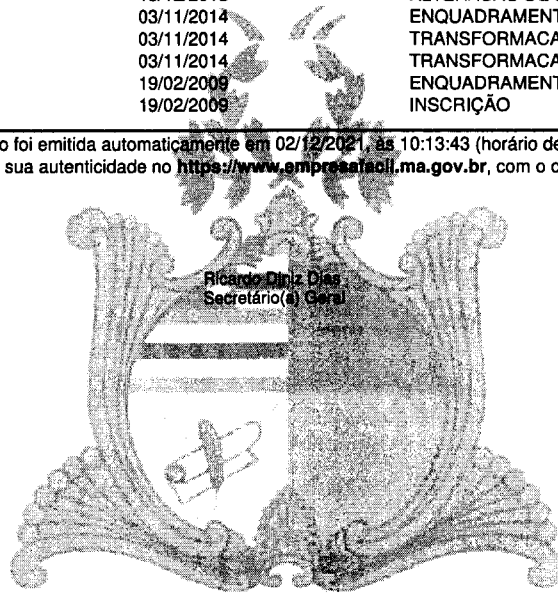 03/11/2014 ENQUADRAMENT
03/11/2014 TRANSFORMACA
03/11/2014 TRANSFORMACA
19/02/2009 ENQUADRAMENT
19/02/2009 INSCRIÇÃO
o foi emitida automaticamente em 02/12/2021, às 10:13:43 (horário de
sua autenticidade no https://www.empresafacil.ma.gov.br, com o c
Ricardo Diniz Dias
Secretário(a) Geral